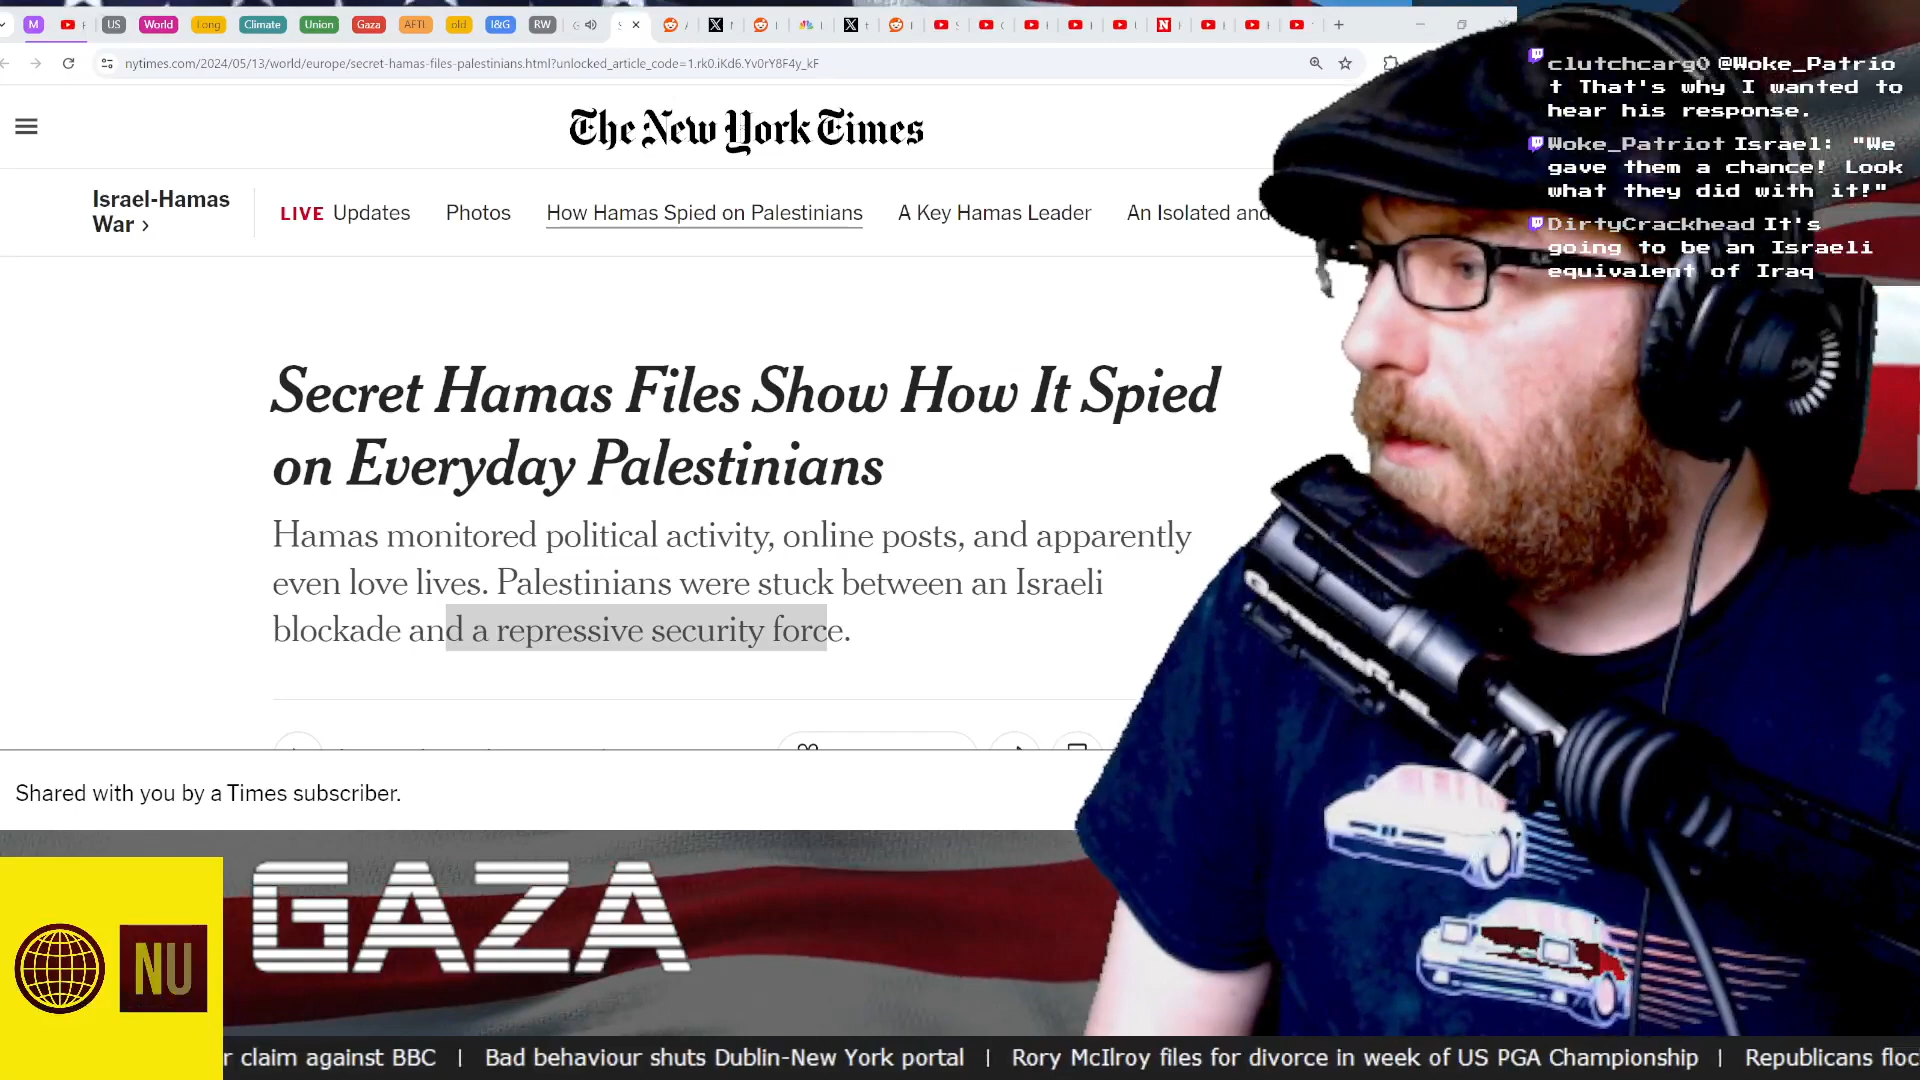 M
US
World
Long
Climate
Union
Gaza
AFTL
old
I&G
RW
nytimes.com/2024/05/13/world/europe/secret-hamas-files-palestinians.html?unlocked_article_code=1.rk0.iKd6.Yv0rY8F4y_kF
The New York Times
Israel-Hamas
War ›
LIVE Updates
Photos
How Hamas Spied on Palestinians
A Key Hamas Leader
An Isolated and
Secret Hamas Files Show How It Spied
on Everyday Palestinians
Hamas monitored political activity, online posts, and apparently
even love lives. Palestinians were stuck between an Israeli
blockade and a repressive security force.
Shared with you by a Times subscriber.
clutchcarg0 @Woke_Patrio
t That's why I wanted to
hear his response.
Woke_Patriot Israel: "We
gave them a chance! Look
what they did with it!"
DirtyCrackhead It's
going to be an Israeli
equivalent of Iraq
GAZA
NU
r claim against BBC | Bad behaviour shuts Dublin-New York portal | Rory McIlroy files for divorce in week of US PGA Championship | Republicans floc